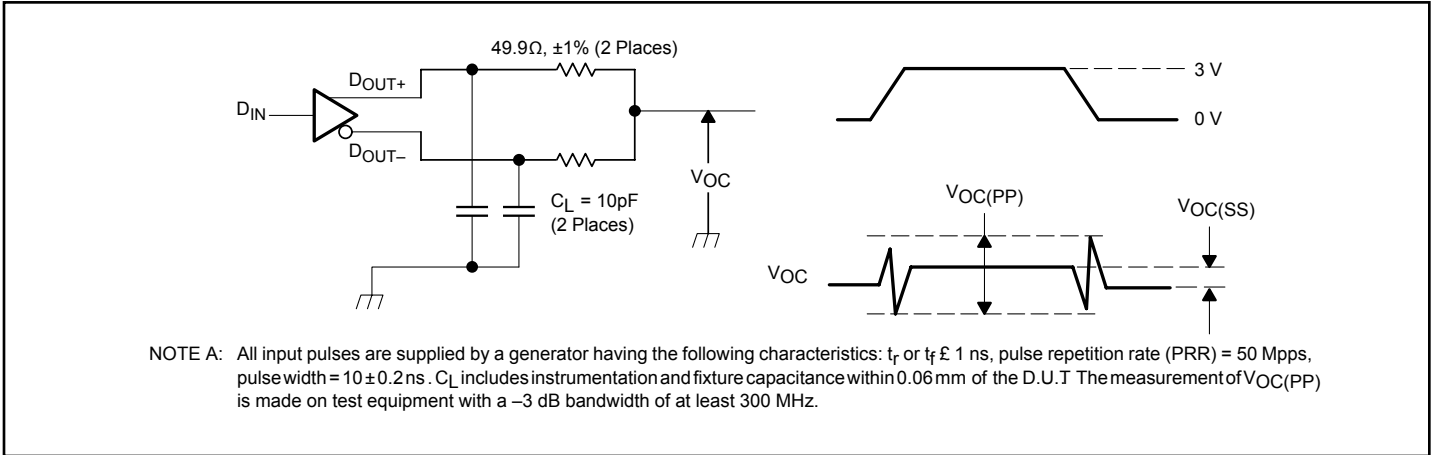 49.9Ω, ±1% (2 Places)
DOUT+
DIN
DOUT–
VOC
CL = 10pF
(2 Places)
3 V
0 V
VOC(PP)
VOC(SS)
VOC
NOTE A: All input pulses are supplied by a generator having the following characteristics: tr or tf £ 1 ns, pulse repetition rate (PRR) = 50 Mpps,
pulse width = 10 ± 0.2 ns . CL includes instrumentation and fixture capacitance within 0.06 mm of the D.U.T The measurement of VOC(PP)
is made on test equipment with a –3 dB bandwidth of at least 300 MHz.